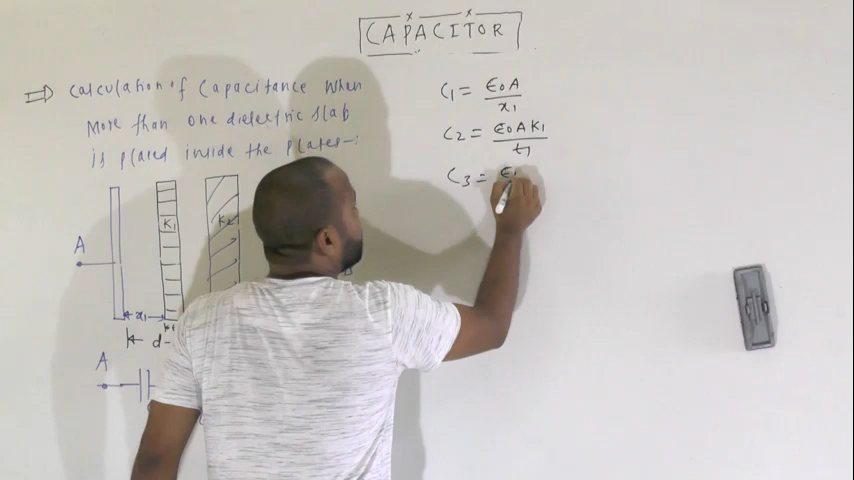 CAPACITOR
⇒ Calculation of Capacitance When
More than one dielectric slab
is placed inside the plates-:
C1 = ε0A / x1
C2 = ε0AK1 / t1
C3 = ε
K1 K2
A
x1
d
A